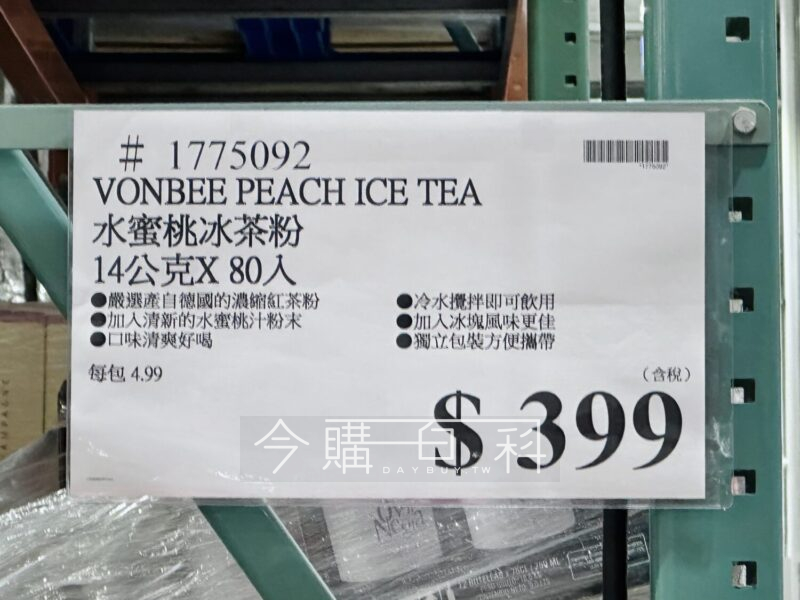 # 1775092
*1775092*
VONBEE PEACH ICE TEA
水蜜桃冰茶粉
14公克X 80入
●嚴選產自德國的濃縮紅茶粉
●加入清新的水蜜桃汁粉末
●口味清爽好喝
●冷水攪拌即可飲用
●加入冰塊風味更佳
●獨立包裝方便攜帶
每包 4.99
(含稅)
$ 399
今購百科
DAYBUY.TW